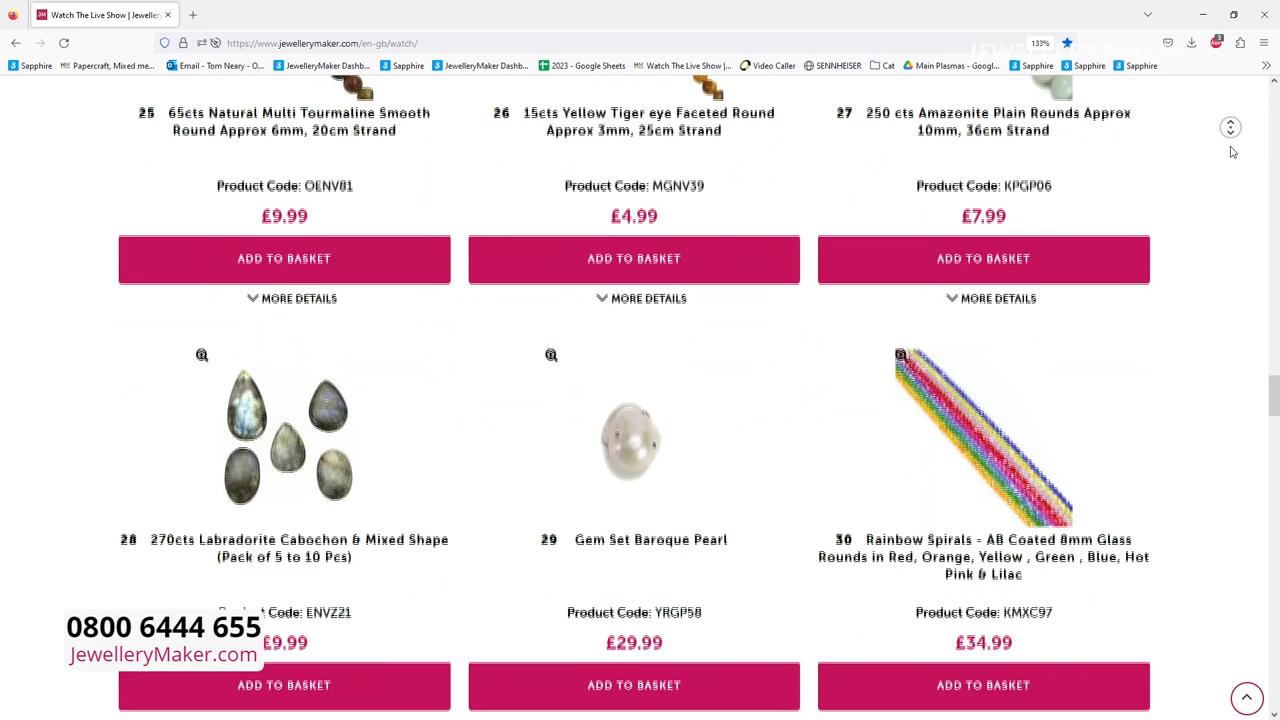 Watch The Live Show | Jeweller
https://www.jewellerymaker.com/en-gb/watch/
133%
3
Sapphire
Papercraft, Mixed me...
Email - Tom Neary - O...
JewelleryMaker Dashb...
Sapphire
JewelleryMaker Dashb...
2023 - Google Sheets
Watch The Live Show |...
Video Caller
SENNHEISER
Cat
Main Plasmas - Googl...
Sapphire
Sapphire
Sapphire
25 65cts Natural Multi Tourmaline Smooth
Round Approx 6mm, 20cm Strand
Product Code: OENV81
£9.99
ADD TO BASKET
MORE DETAILS
26 15cts Yellow Tiger eye Faceted Round
Approx 3mm, 25cm Strand
Product Code: MGNV39
£4.99
ADD TO BASKET
MORE DETAILS
27 250 cts Amazonite Plain Rounds Approx
10mm, 36cm Strand
Product Code: KPGP06
£7.99
ADD TO BASKET
MORE DETAILS
28 270cts Labradorite Cabochon & Mixed Shape
(Pack of 5 to 10 Pcs)
t Code: ENVZ21
£9.99
ADD TO BASKET
29 Gem Set Baroque Pearl
Product Code: YRGP58
£29.99
ADD TO BASKET
30 Rainbow Spirals - AB Coated 8mm Glass
Rounds in Red, Orange, Yellow , Green , Blue, Hot
Pink & Lilac
Product Code: KMXC97
£34.99
ADD TO BASKET
0800 6444 655
JewelleryMaker.com